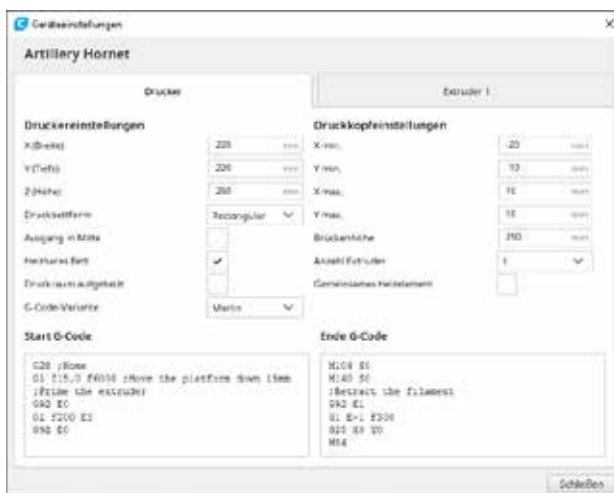 Geräteeinstellungen
Artillery Hornet
Drucker
Extruder 1
Druckereinstellungen
X (Breite)
220 mm
Y (Tiefe)
220 mm
Z (Höhe)
250 mm
Druckbettform
Rectangular
Ausgang in Mitte
Heizbares Bett
Druckraum aufgeheizt
G-Code-Variante
Marlin
Druckkopfeinstellungen
X min.
-20 mm
Y min.
-10 mm
X max.
10 mm
Y max.
10 mm
Brückenhöhe
250 mm
Anzahl Extruder
1
Gemeinsames Heizelement
Start G-Code
G28 ;Home
G1 Z15.0 F6000 ;Move the platform down 15mm
;Prime the extruder
G92 E0
G1 F200 E3
G92 E0
Ende G-Code
M104 S0
M140 S0
;Retract the filament
G92 E1
G1 E-1 F300
G28 X0 Y0
M84
Schließen